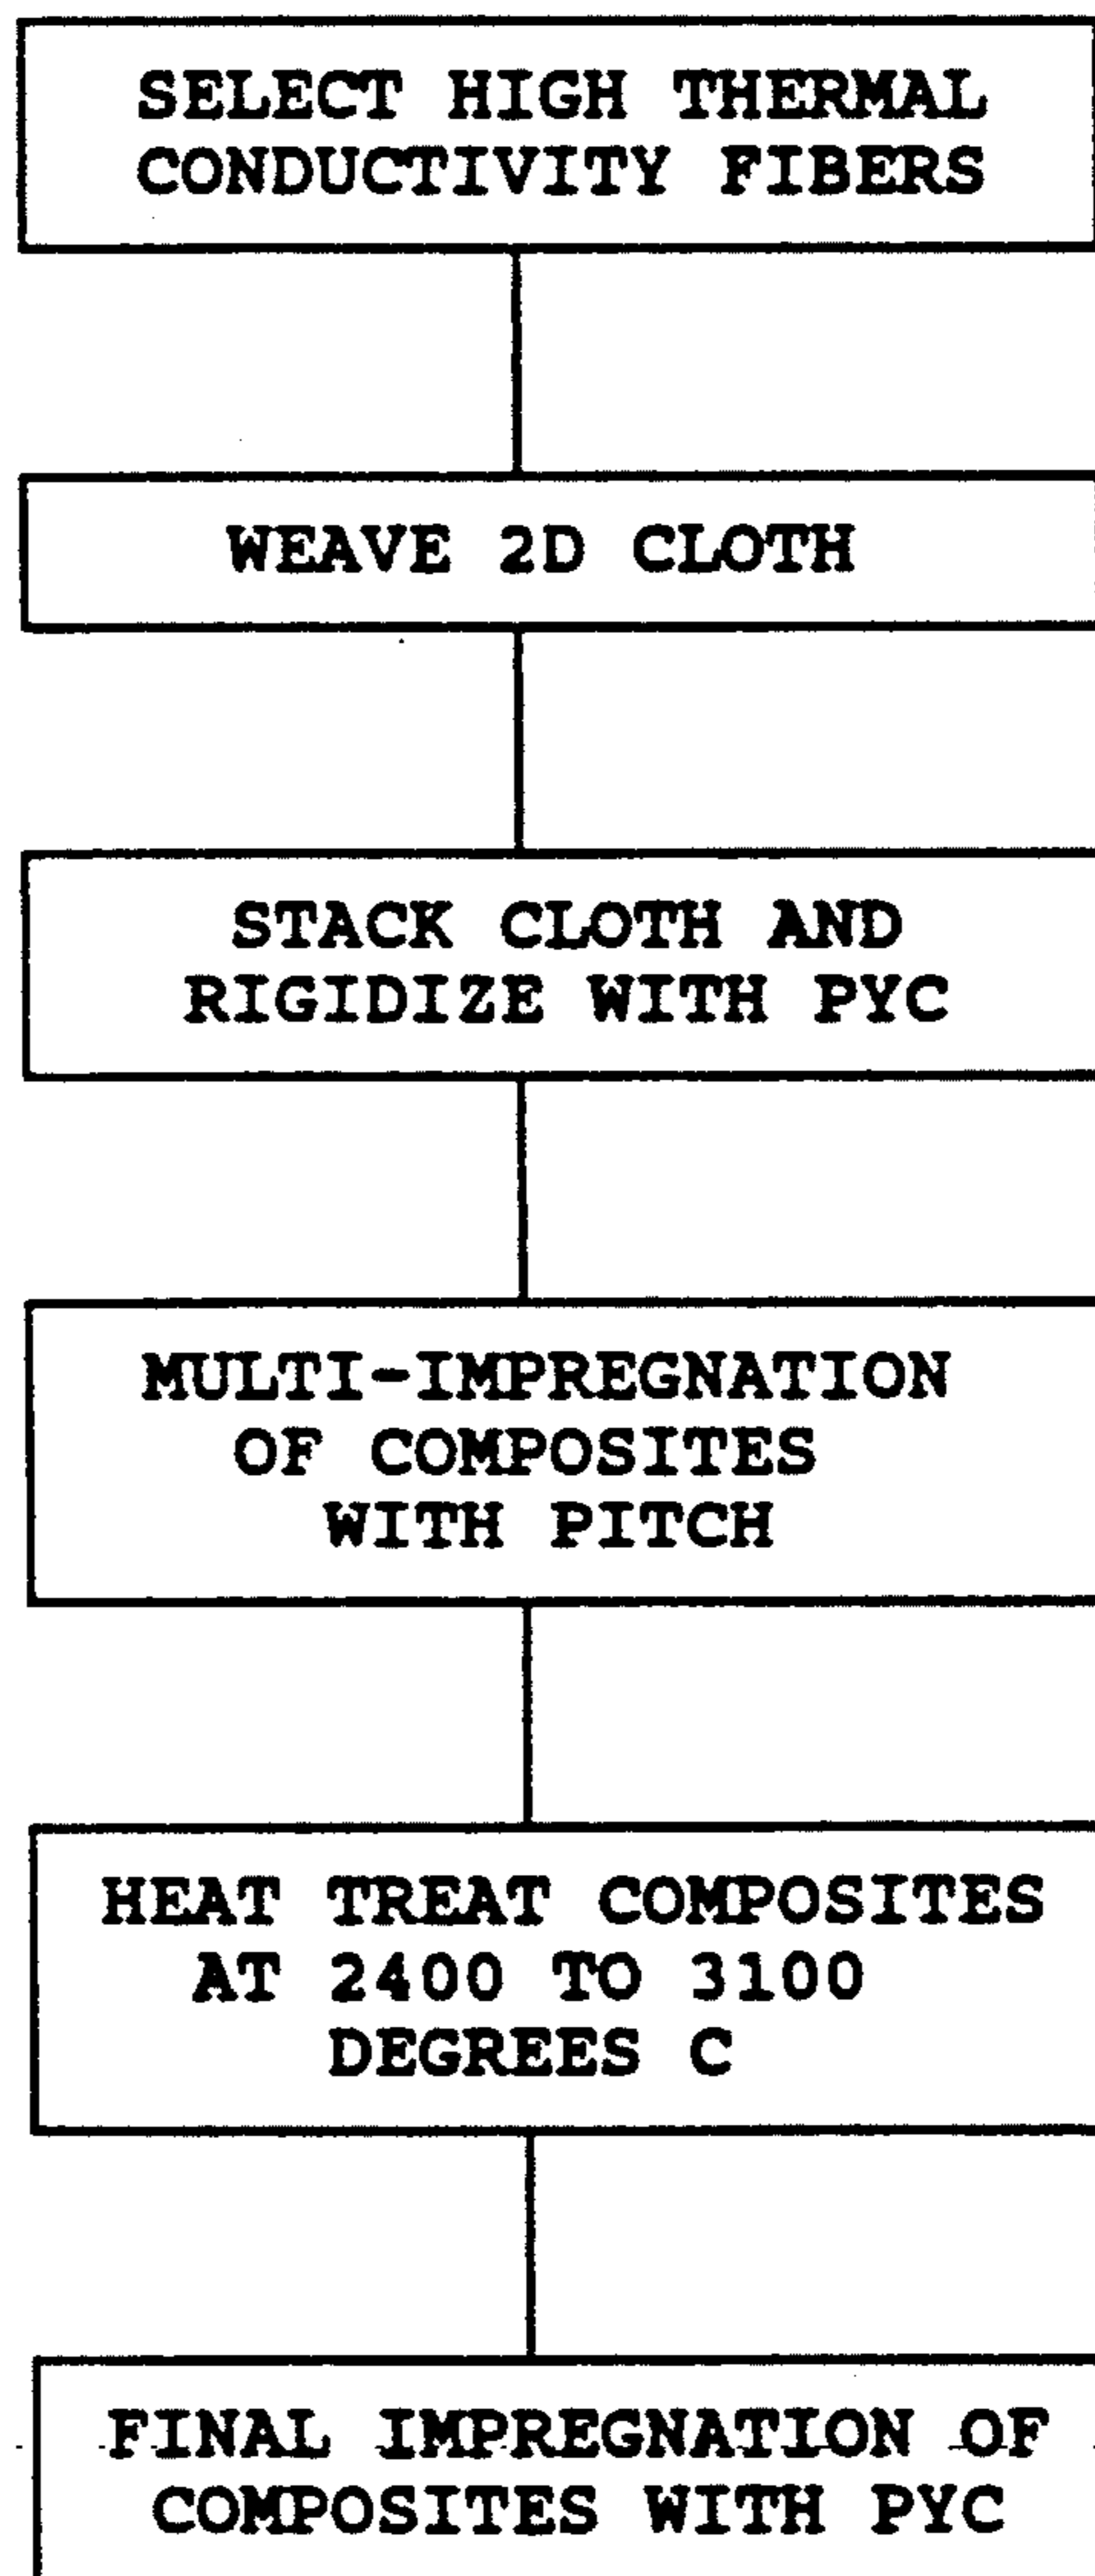 SELECT HIGH THERMAL
CONDUCTIVITY FIBERS
WEAVE 2D CLOTH
STACK CLOTH AND
RIGIDIZE WITH PYC
MULTI-IMPREGNATION
OF COMPOSITES
WITH PITCH
HEAT TREAT COMPOSITES
AT 2400 TO 3100
DEGREES C
FINAL IMPREGNATION OF
COMPOSITES WITH PYC